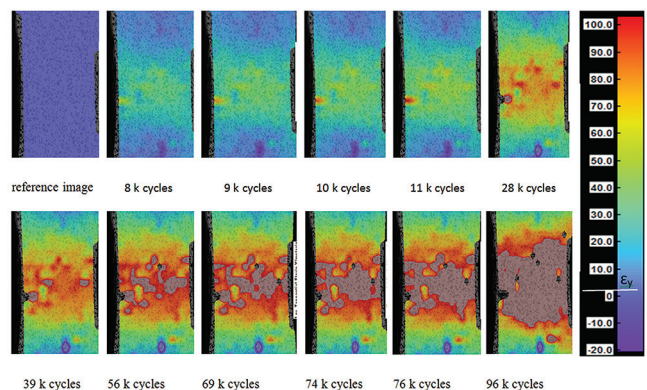 reference image
8 k cycles
9 k cycles
10 k cycles
11 k cycles
28 k cycles
39 k cycles
56 k cycles
69 k cycles
74 k cycles
76 k cycles
96 k cycles
100.0
90.0
80.0
70.0
60.0
50.0
40.0
30.0
20.0
10.0
εy
0
-10.0
-20.0